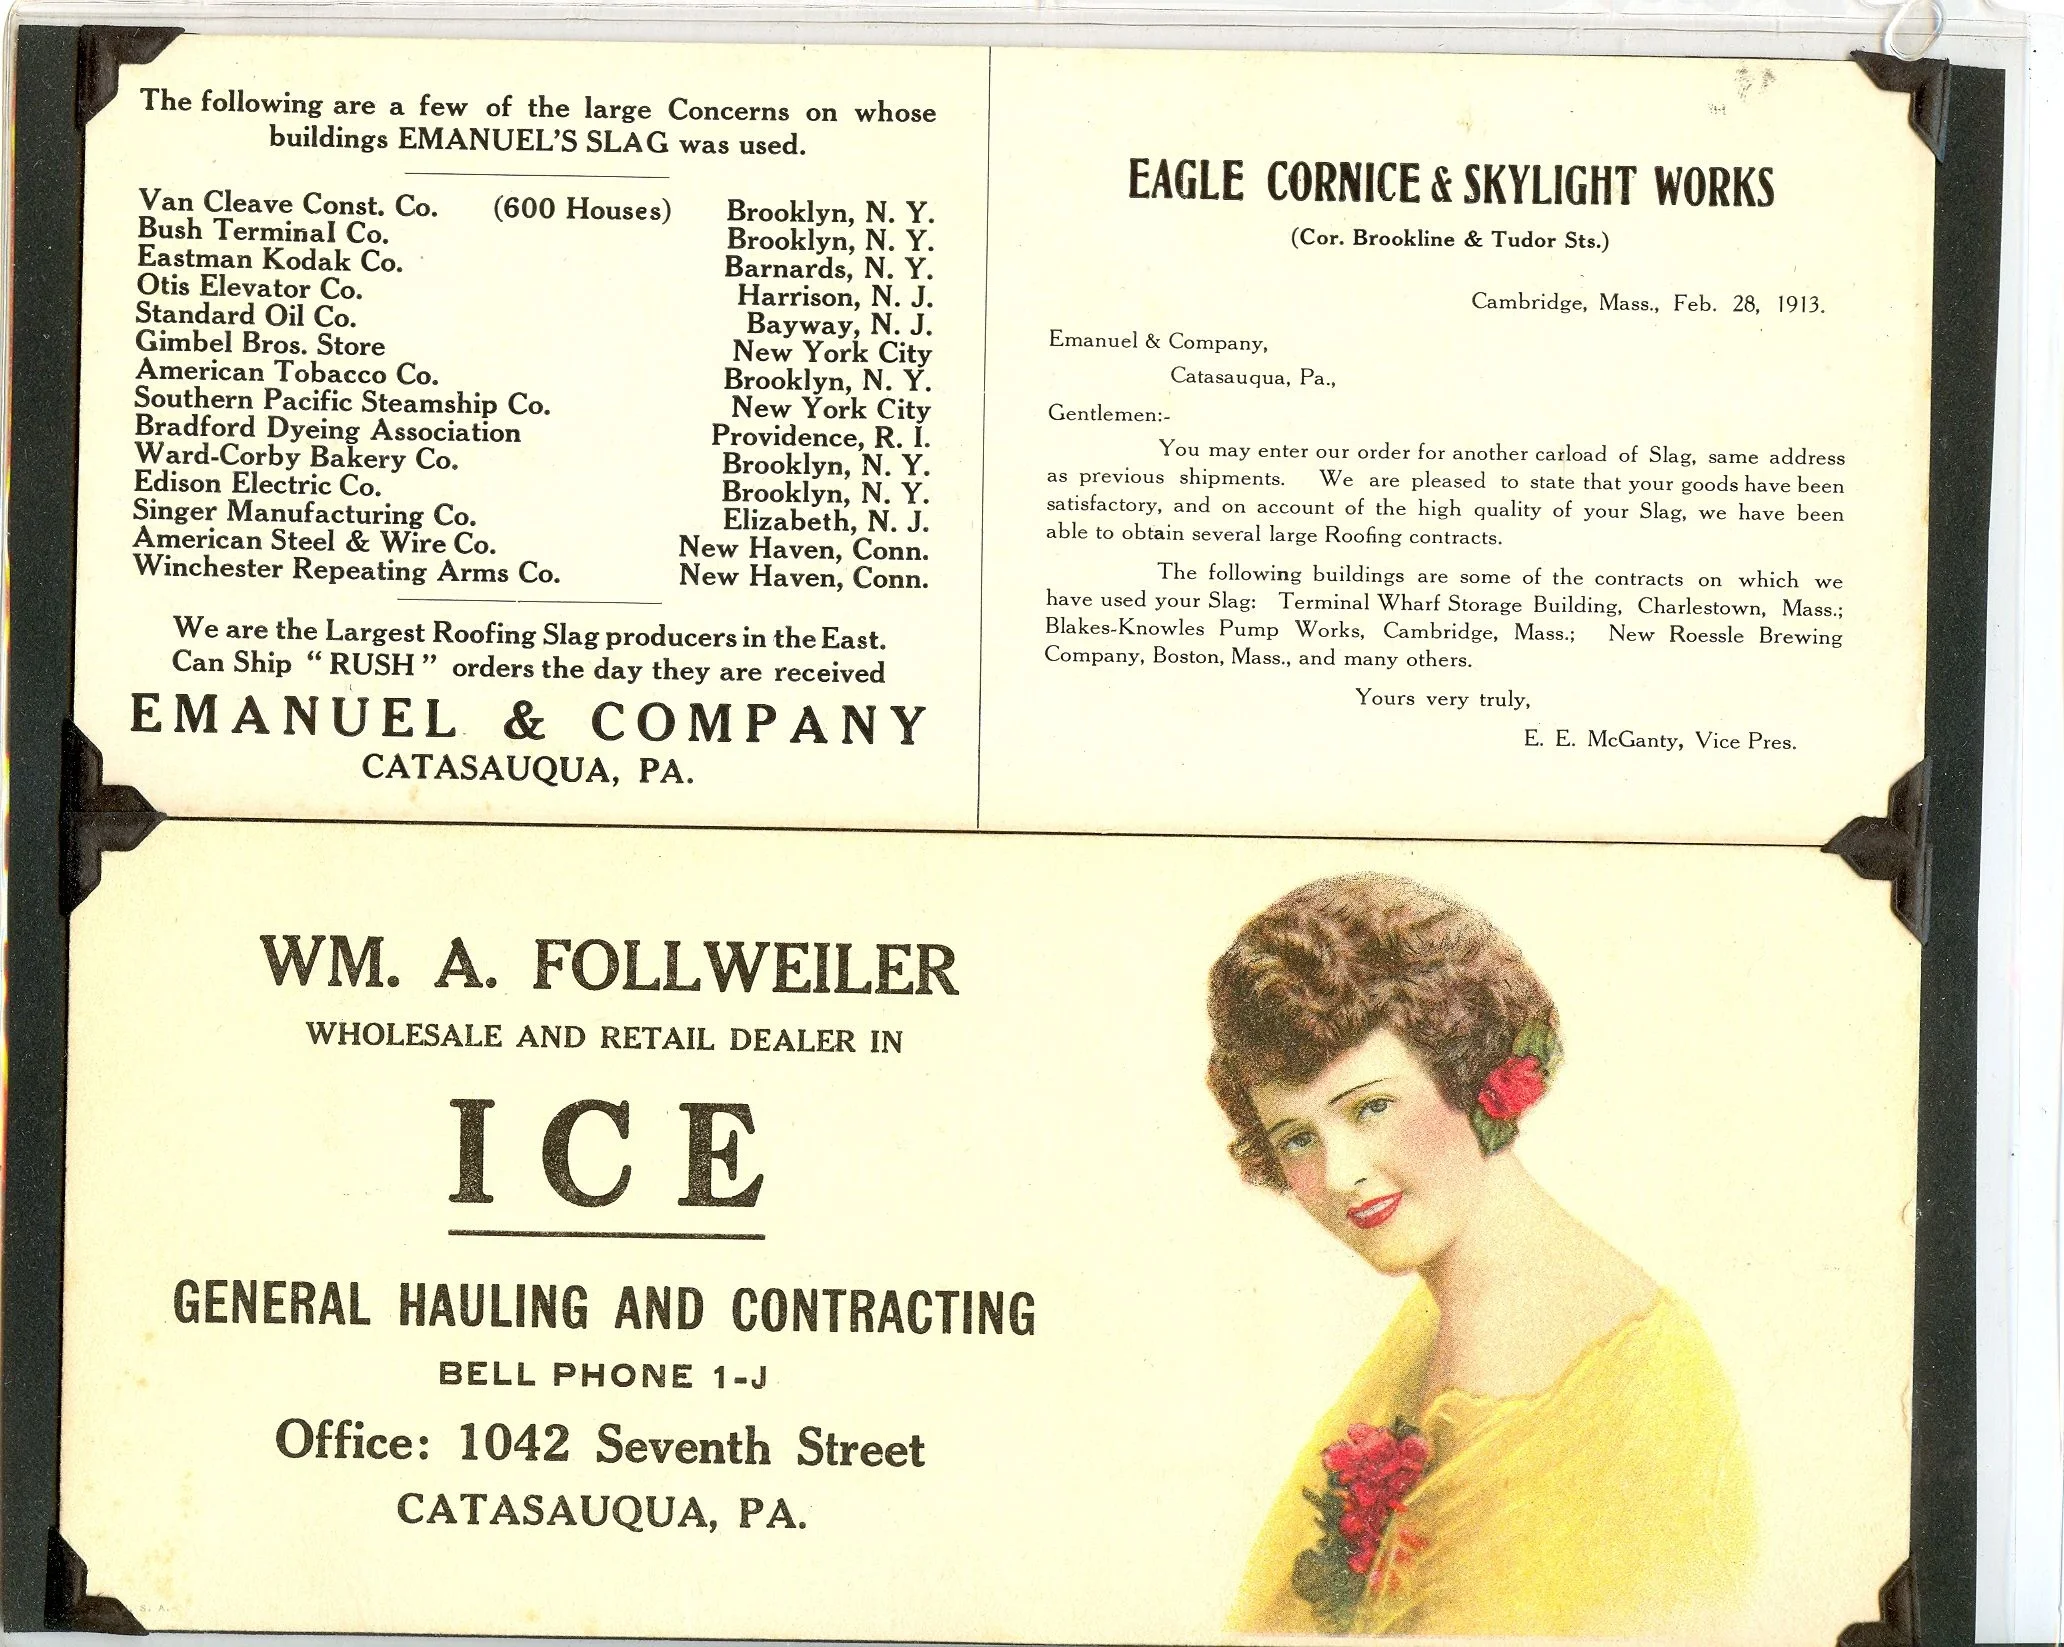 The following are a few of the large Concerns on whose
buildings EMANUEL'S SLAG was used.
Van Cleave Const. Co. (600 Houses) Brooklyn, N. Y.
Bush Terminal Co. Brooklyn, N. Y.
Eastman Kodak Co. Barnards, N. Y.
Otis Elevator Co. Harrison, N. J.
Standard Oil Co. Bayway, N. J.
Gimbel Bros. Store New York City
American Tobacco Co. Brooklyn, N. Y.
Southern Pacific Steamship Co. New York City
Bradford Dyeing Association Providence, R. I.
Ward-Corby Bakery Co. Brooklyn, N. Y.
Edison Electric Co. Brooklyn, N. Y.
Singer Manufacturing Co. Elizabeth, N. J.
American Steel & Wire Co. New Haven, Conn.
Winchester Repeating Arms Co. New Haven, Conn.
We are the Largest Roofing Slag producers in the East.
Can Ship "RUSH" orders the day they are received
EMANUEL & COMPANY
CATASAUQUA, PA.
EAGLE CORNICE & SKYLIGHT WORKS
(Cor. Brookline & Tudor Sts.)
Cambridge, Mass., Feb. 28, 1913.
Emanuel & Company,
Catasauqua, Pa.,
Gentlemen:-
You may enter our order for another carload of Slag, same address
as previous shipments. We are pleased to state that your goods have been
satisfactory, and on account of the high quality of your Slag, we have been
able to obtain several large Roofing contracts.
The following buildings are some of the contracts on which we
have used your Slag: Terminal Wharf Storage Building, Charlestown, Mass.;
Blakes-Knowles Pump Works, Cambridge, Mass.; New Roessle Brewing
Company, Boston, Mass., and many others.
Yours very truly,
E. E. McGanty, Vice Pres.
WM. A. FOLLWEILER
WHOLESALE AND RETAIL DEALER IN
ICE
GENERAL HAULING AND CONTRACTING
BELL PHONE 1-J
Office: 1042 Seventh Street
CATASAUQUA, PA.
S. A.